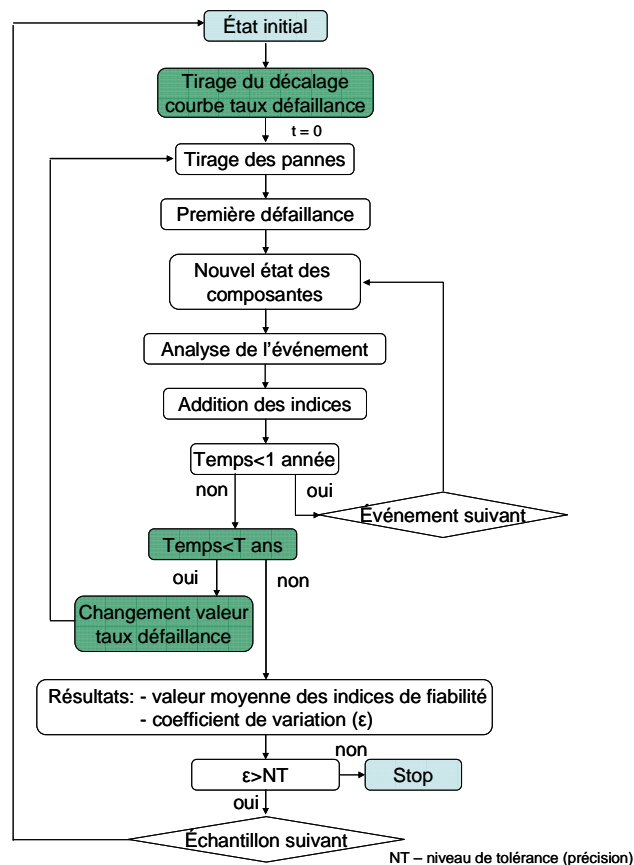 État initial
Tirage du décalage
courbe taux défaillance
t = 0
Tirage des pannes
Première défaillance
Nouvel état des
composantes
Analyse de l'événement
Addition des indices
Temps<1 année
non
oui
Événement suivant
Temps<T ans
oui
non
Changement valeur
taux défaillance
Résultats: - valeur moyenne des indices de fiabilité
- coefficient de variation (ε)
non
ε>NT
Stop
oui
Échantillon suivant
NT – niveau de tolérance (précision)